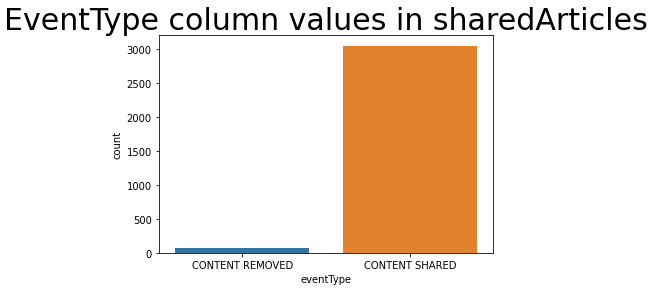 EventType column values in sharedArticles
3000
2500
2000
1500
1000
500
0
count
CONTENT REMOVED
CONTENT SHARED
eventType